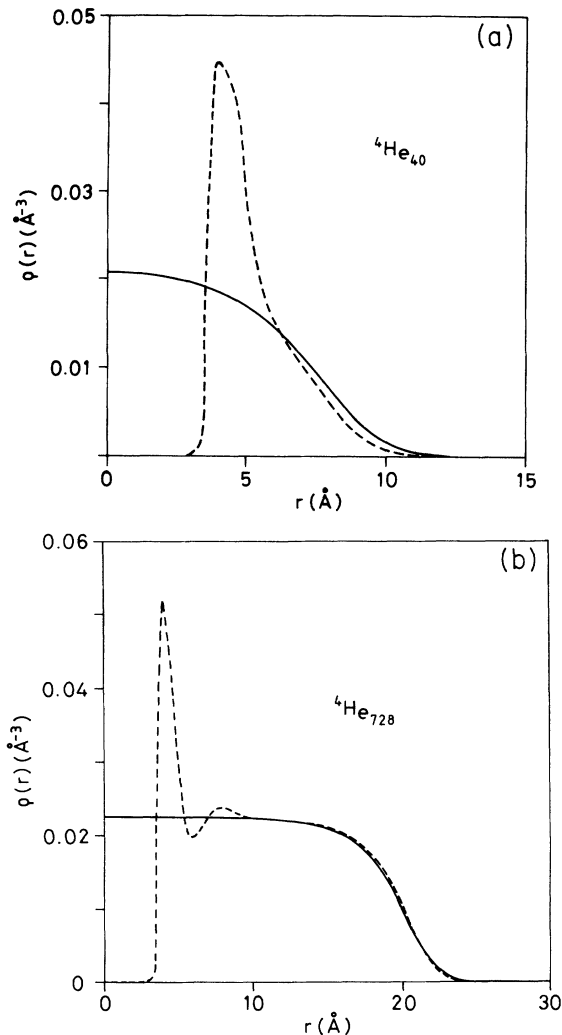 0.05
(a)
⁴He₄₀
0.03
ρ(r)(Å⁻³)
0.01
0
5
10
15
r(Å)
0.06
(b)
0.04
⁴He₇₂₈
ρ(r)(Å⁻³)
0.02
0
0
10
20
30
r(Å)